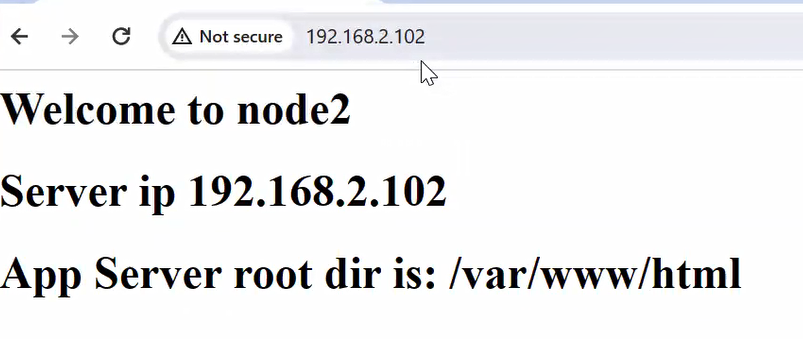 Not secure 192.168.2.102
Welcome to node2
Server ip 192.168.2.102
App Server root dir is: /var/www/html